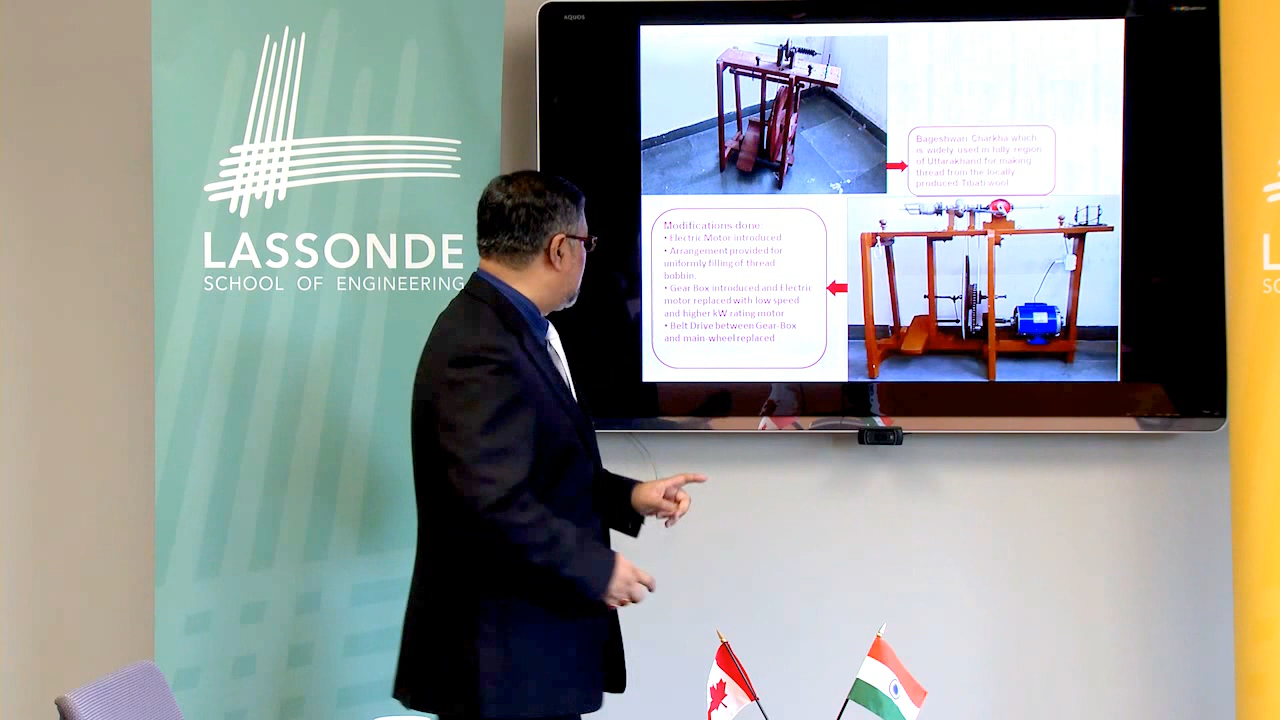 LASSONDE
SCHOOL OF ENGINEERING
AQUOS
Bageshwari Charkha which
is widely used in hilly region
of Uttarakhand for making
thread from the locally
produced Tibati wool
Modifications done:
• Electric Motor introduced
• Arrangement provided for
uniformly filling of thread
bobbin.
• Gear Box introduced and Electric
motor replaced with low speed
and higher kW rating motor
• Belt Drive between Gear-Box
and main-wheel replaced
L
SC